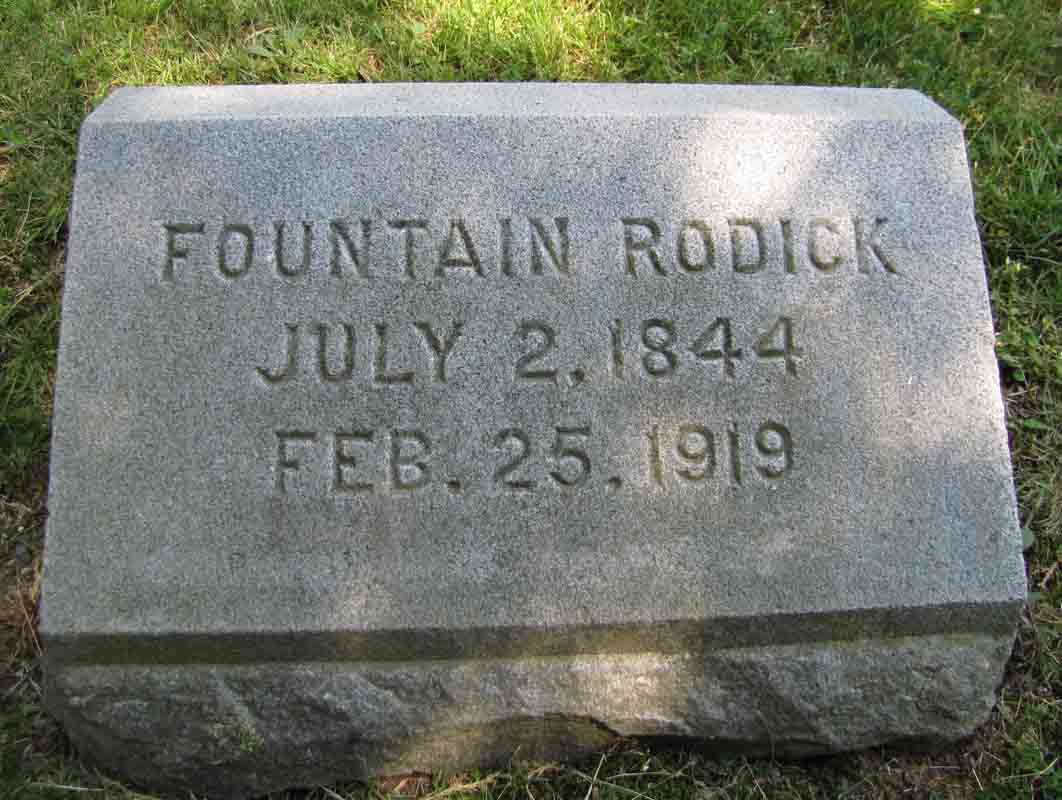 FOUNTAIN RODICK
JULY 2, 1844
FEB. 25, 1919